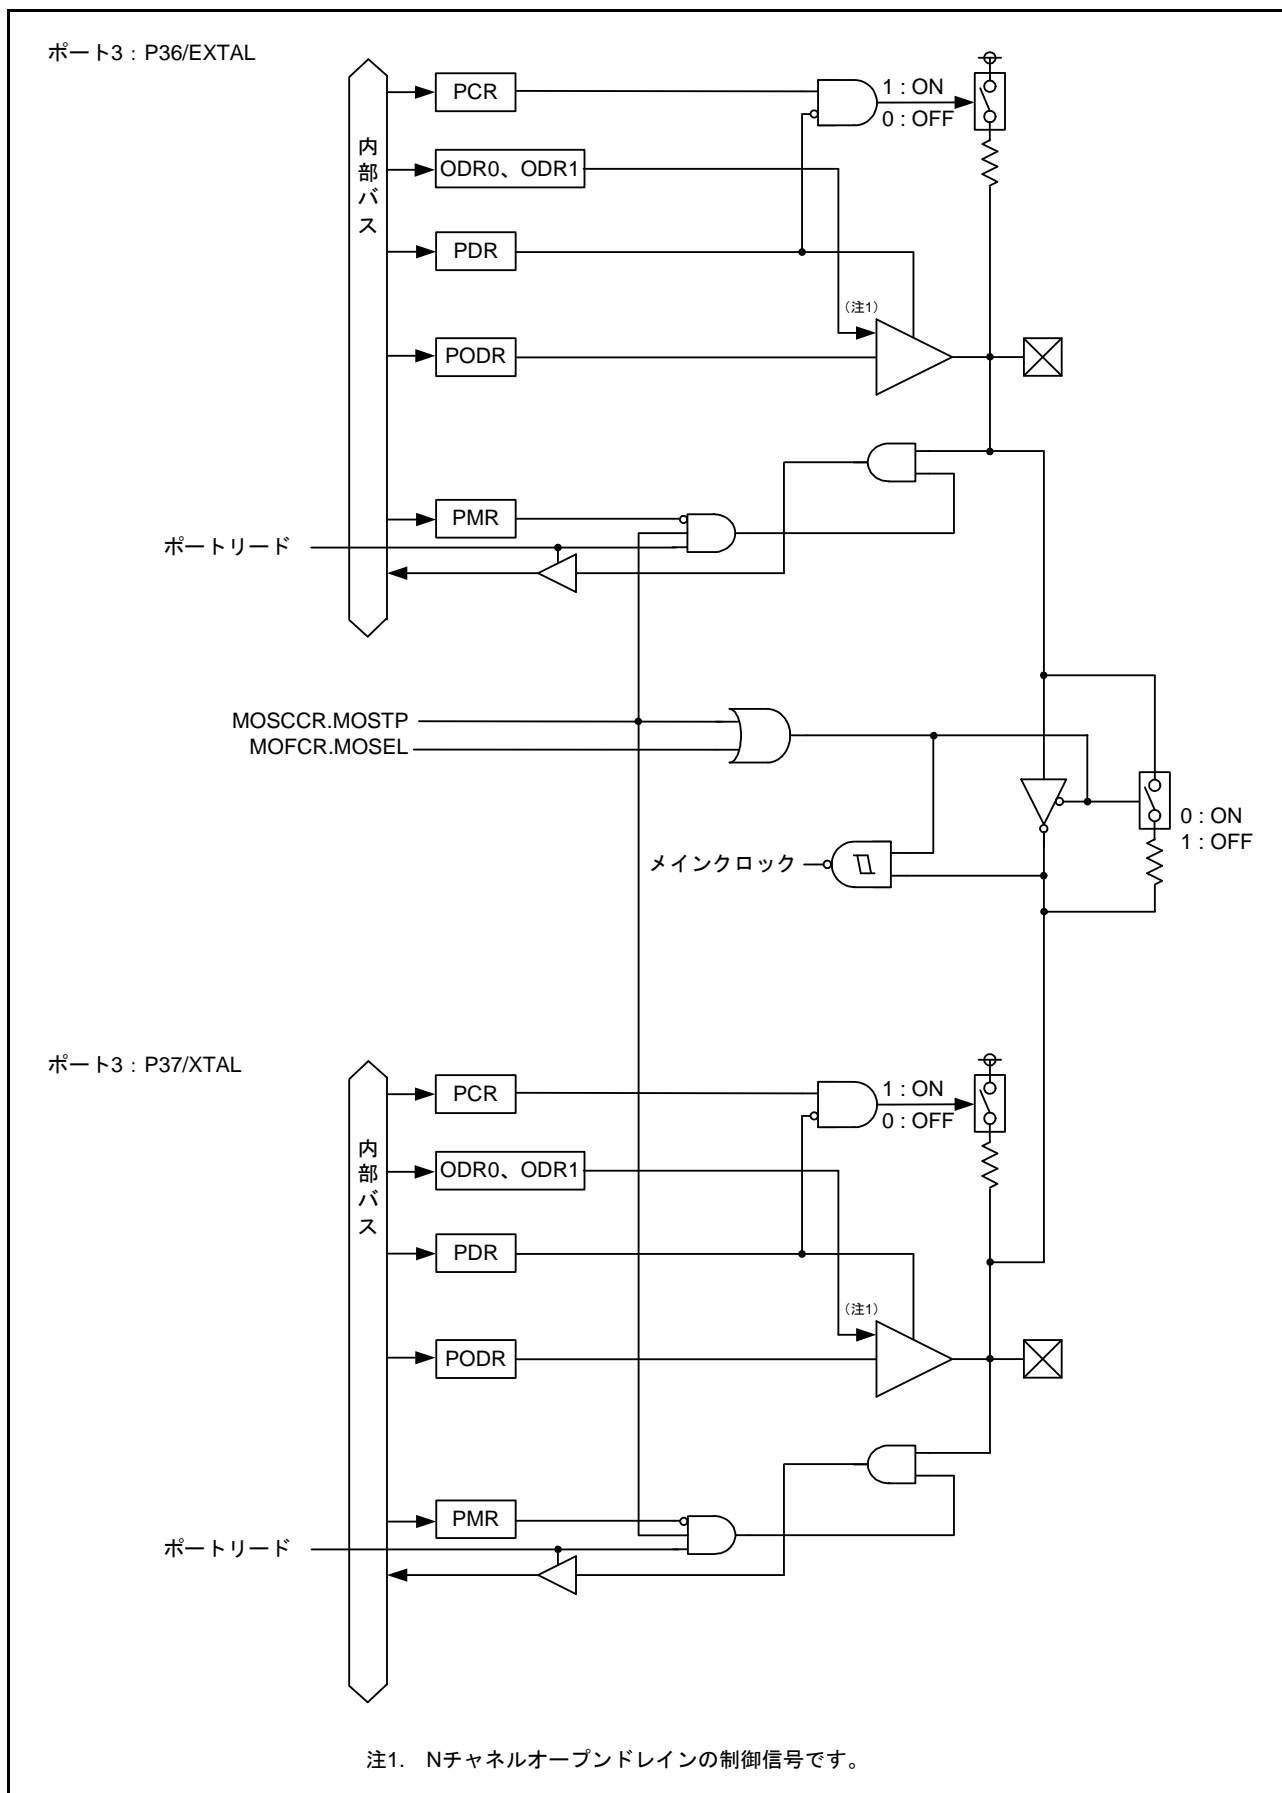 ポート3:P36/EXTAL
内部バス
PCR
1 : ON
0 : OFF
ODR0、ODR1
PDR
(注1)
PODR
PMR
ポートリード
MOSCCR.MOSTP
MOFCR.MOSEL
0 : ON
1 : OFF
メインクロック
ポート3:P37/XTAL
内部バス
PCR
1 : ON
0 : OFF
ODR0、ODR1
PDR
(注1)
PODR
PMR
ポートリード
注1. Nチャネルオープンドレインの制御信号です。